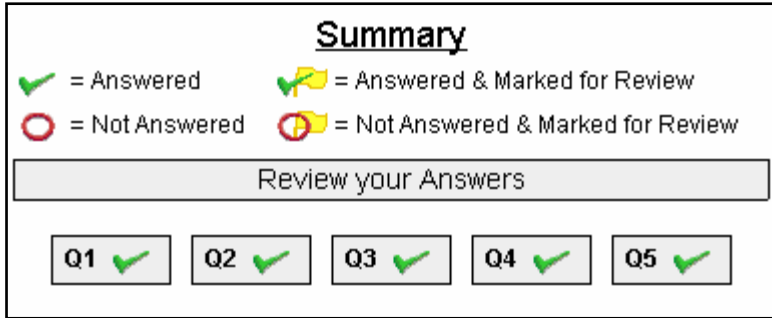 Summary
= Answered = Answered & Marked for Review
= Not Answered = Not Answered & Marked for Review
Review your Answers
Q1 Q2 Q3 Q4 Q5